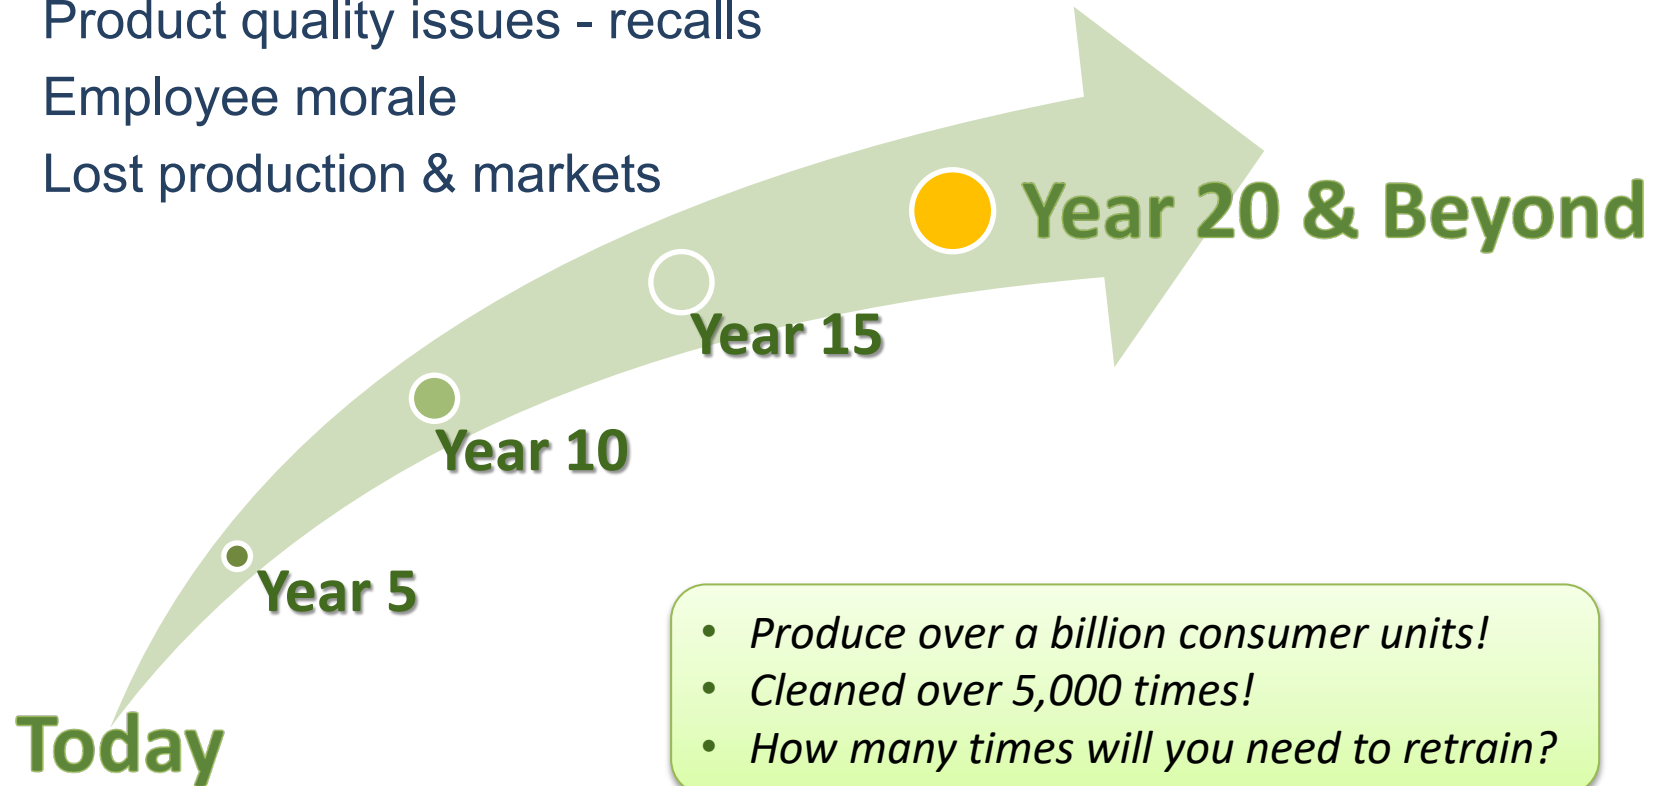 Product quality issues - recalls
Employee morale
Lost production & markets
Year 20 & Beyond
Year 15
Year 10
Year 5
Today
• Produce over a billion consumer units!
• Cleaned over 5,000 times!
• How many times will you need to retrain?